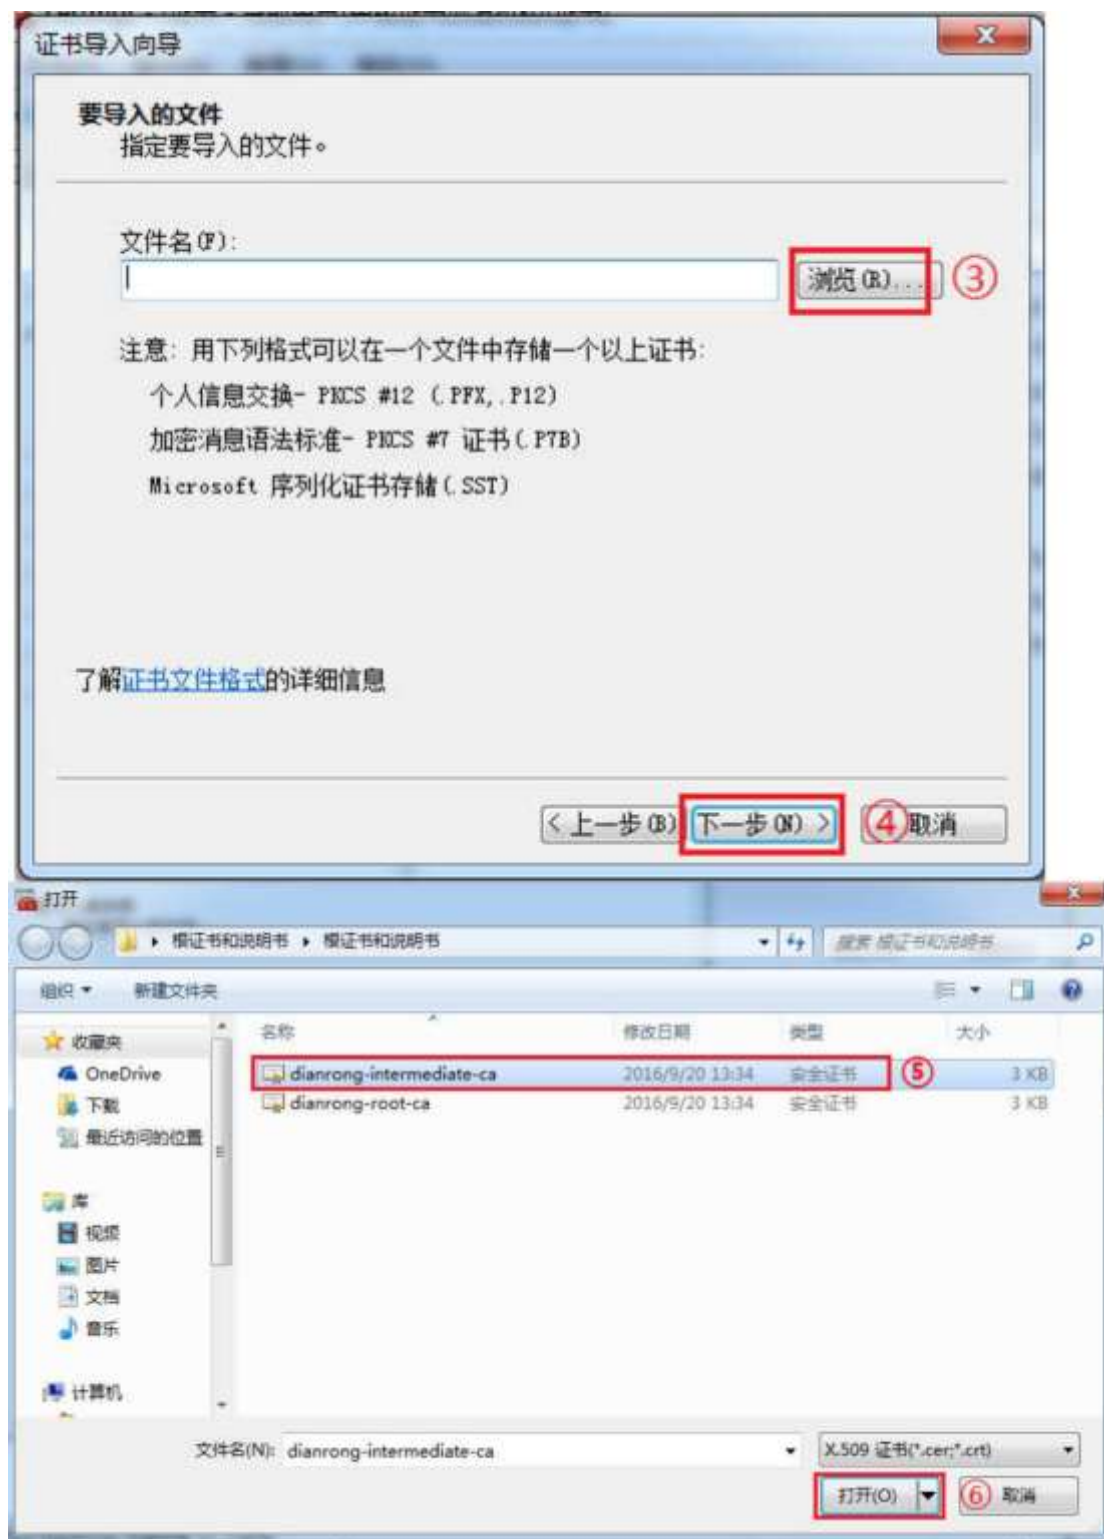 证书导入向导
要导入的文件
指定要导入的文件。
文件名(F):
浏览(R)... ③
注意: 用下列格式可以在一个文件中存储一个以上证书:
个人信息交换- PKCS #12 (.PFX,.P12)
加密消息语法标准- PKCS #7 证书(.P7B)
Microsoft 序列化证书存储(.SST)
了解证书文件格式的详细信息
< 上一步(B) 下一步(N) > ④ 取消
打开
根证书和说明书 ▸ 根证书和说明书 搜索 根证书和说明书
组织 新建文件夹
名称 修改日期 类型 大小
收藏夹
OneDrive
下载
最近访问的位置
库
视频
图片
文档
音乐
计算机
dianrong-intermediate-ca 2016/9/20 13:34 安全证书 ⑤ 3 KB
dianrong-root-ca 2016/9/20 13:34 安全证书 3 KB
文件名(N): dianrong-intermediate-ca X.509 证书(*.cer;*.crt)
打开(O) ⑥ 取消